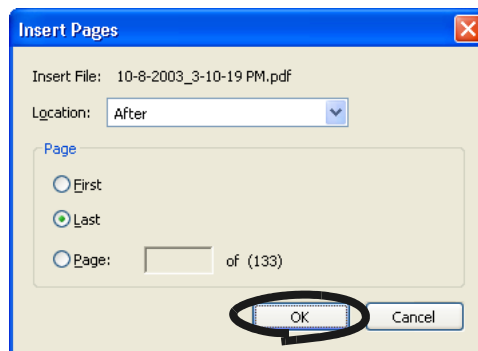 Insert Pages
Insert File: 10-8-2003_3-10-19 PM.pdf
Location: After
Page
First
Last
Page: of (133)
OK Cancel